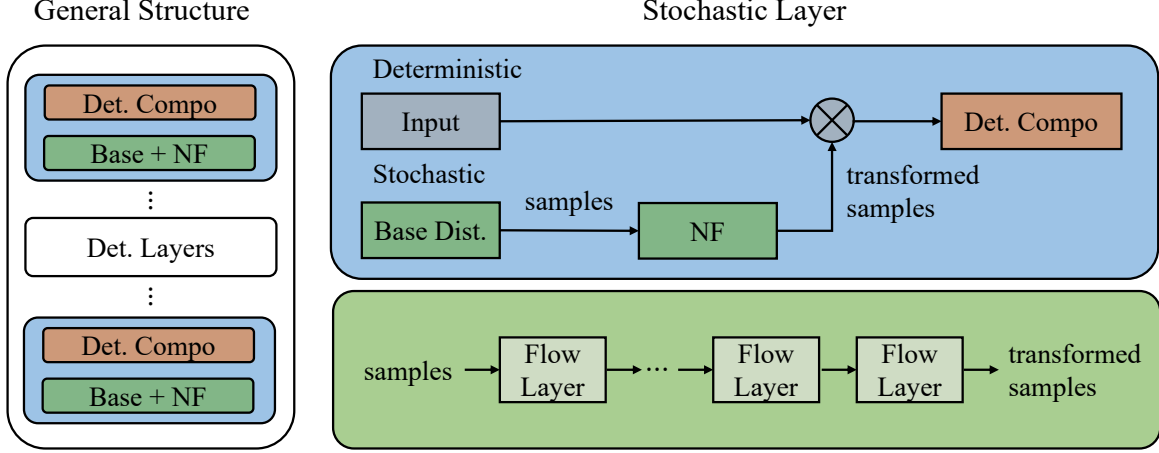 General Structure
Det. Compo
Base + NF
...
Det. Layers
...
Det. Compo
Base + NF
Stochastic Layer
Deterministic
Input
Det. Compo
Stochastic
transformed
samples
samples
Base Dist.
NF
samples
Flow
Layer
...
Flow
Layer
Flow
Layer
transformed
samples